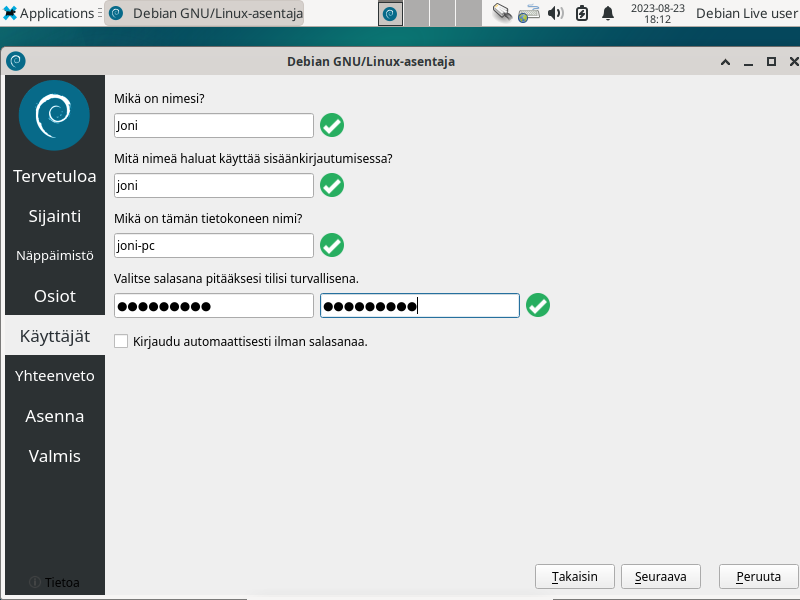 Applications
Debian GNU/Linux-asentaja
2023-08-23
18:12
Debian Live user
Debian GNU/Linux-asentaja
Tervetuloa
Sijainti
Näppäimistö
Osiot
Käyttäjät
Yhteenveto
Asenna
Valmis
Tietoa
Mikä on nimesi?
Joni
Mitä nimeä haluat käyttää sisäänkirjautumisessa?
joni
Mikä on tämän tietokoneen nimi?
joni-pc
Valitse salasana pitääksesi tilisi turvallisena.
●●●●●●●●● ●●●●●●●●●
Kirjaudu automaattisesti ilman salasanaa.
Takaisin Seuraava Peruuta